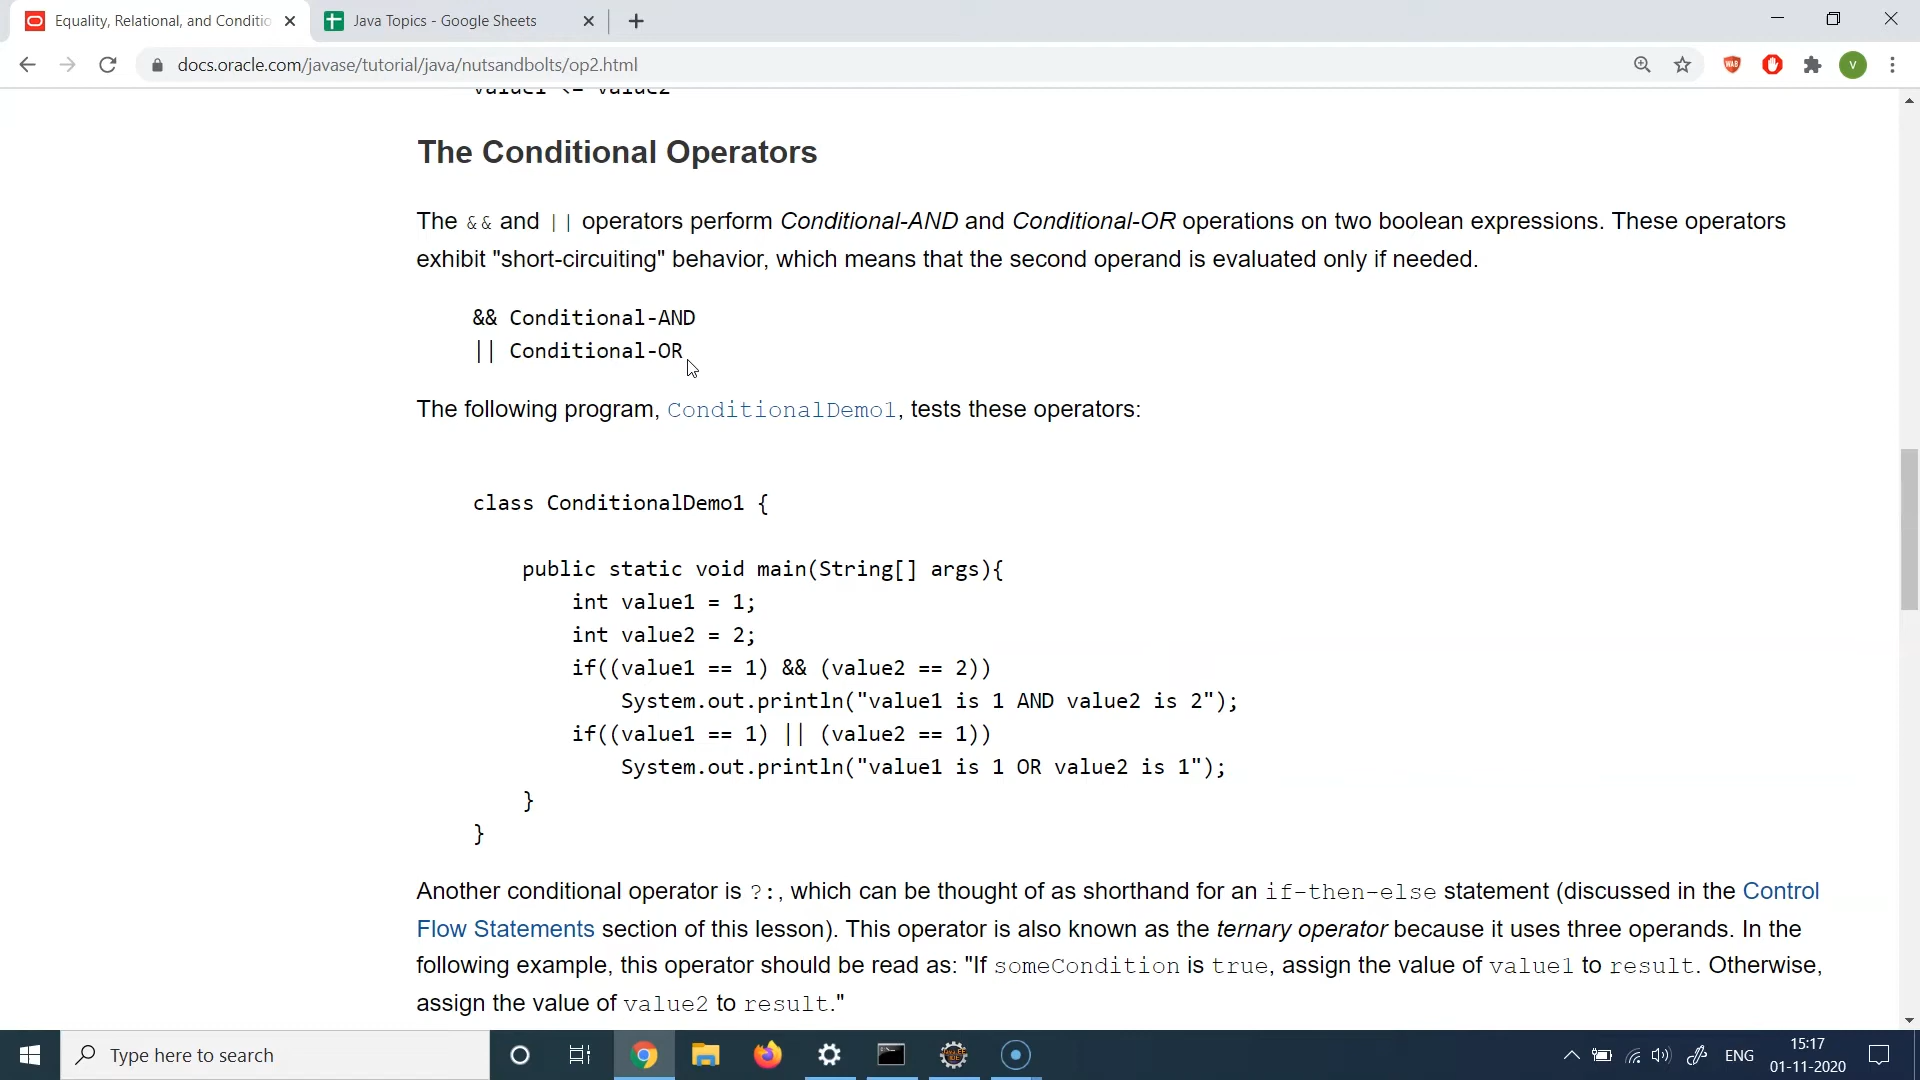 Equality, Relational, and Conditio
Java Topics - Google Sheets
docs.oracle.com/javase/tutorial/java/nutsandbolts/op2.html
V
value1 <= value2
The Conditional Operators
The && and || operators perform Conditional-AND and Conditional-OR operations on two boolean expressions. These operators
exhibit "short-circuiting" behavior, which means that the second operand is evaluated only if needed.
&& Conditional-AND
|| Conditional-OR
The following program, ConditionalDemo1, tests these operators:
class ConditionalDemo1 {
public static void main(String[] args){
int value1 = 1;
int value2 = 2;
if((value1 == 1) && (value2 == 2))
System.out.println("value1 is 1 AND value2 is 2");
if((value1 == 1) || (value2 == 1))
System.out.println("value1 is 1 OR value2 is 1");
}
}
Another conditional operator is ?:, which can be thought of as shorthand for an if-then-else statement (discussed in the Control
Flow Statements section of this lesson). This operator is also known as the ternary operator because it uses three operands. In the
following example, this operator should be read as: "If someCondition is true, assign the value of value1 to result. Otherwise,
assign the value of value2 to result."
Type here to search
ENG
15:17
01-11-2020